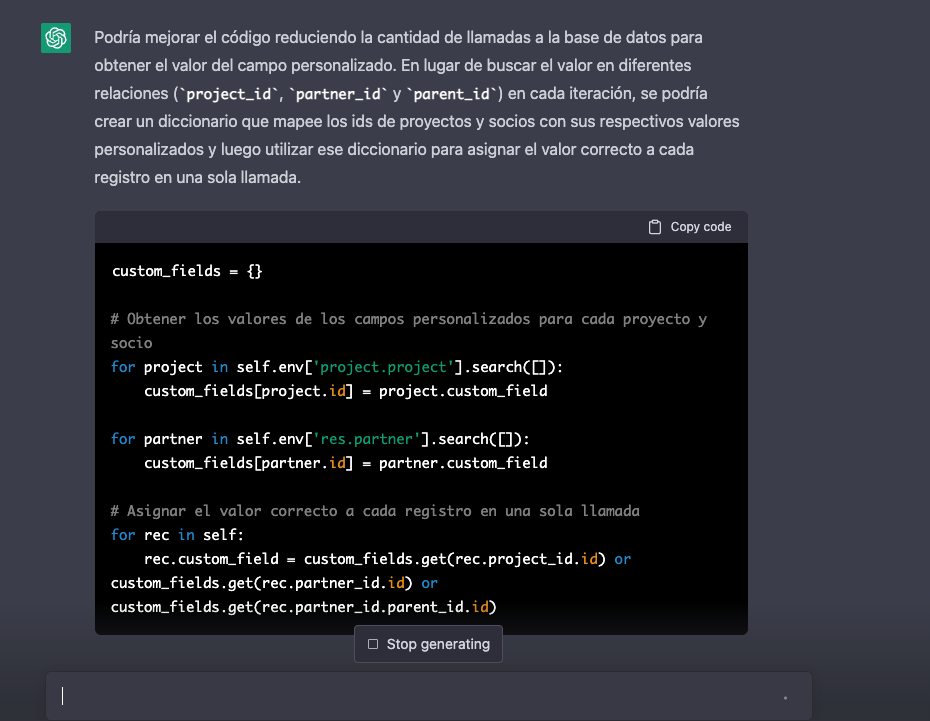 Podría mejorar el código reduciendo la cantidad de llamadas a la base de datos para
obtener el valor del campo personalizado. En lugar de buscar el valor en diferentes
relaciones (`project_id`, `partner_id` y `parent_id`) en cada iteración, se podría
crear un diccionario que mapee los ids de proyectos y socios con sus respectivos valores
personalizados y luego utilizar ese diccionario para asignar el valor correcto a cada
registro en una sola llamada.
Copy code
custom_fields = {}
# Obtener los valores de los campos personalizados para cada proyecto y
socio
for project in self.env['project.project'].search([]):
    custom_fields[project.id] = project.custom_field
for partner in self.env['res.partner'].search([]):
    custom_fields[partner.id] = partner.custom_field
# Asignar el valor correcto a cada registro en una sola llamada
for rec in self:
    rec.custom_field = custom_fields.get(rec.project_id.id) or
custom_fields.get(rec.partner_id.id) or
custom_fields.get(rec.partner_id.parent_id.id)
Stop generating